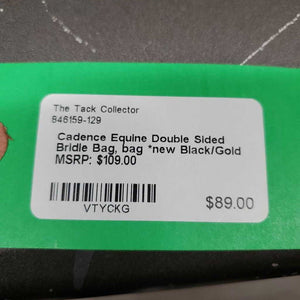 The Tack Collector
846159-129
Cadence Equine Double Sided
Bridle Bag, bag *new Black/Gold
MSRP: $109.00
VTYCKG
$89.00